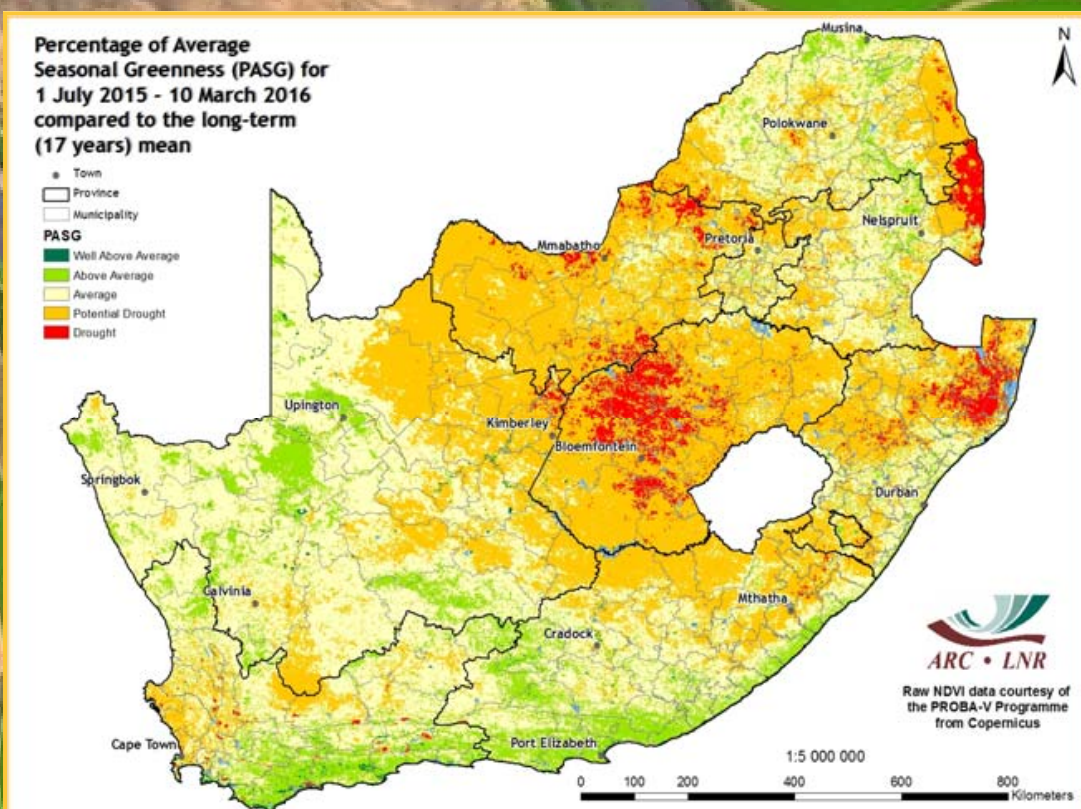 Percentage of Average
Seasonal Greenness (PASG) for
1 July 2015 - 10 March 2016
compared to the long-term
(17 years) mean
Town
Province
Municipality
PASG
Well Above Average
Above Average
Average
Potential Drought
Drought
N
Musina
Polokwane
Nelspruit
Pretoria
Mmabatho
Upington
Kimberley
Bloemfontein
Springbok
Durban
Calvinia
Mthatha
Cradock
Cape Town
Port Elizabeth
ARC • LNR
Raw NDVI data courtesy of
the PROBA-V Programme
from Copernicus
1:5 000 000
0 100 200 400 600 800
Kilometers